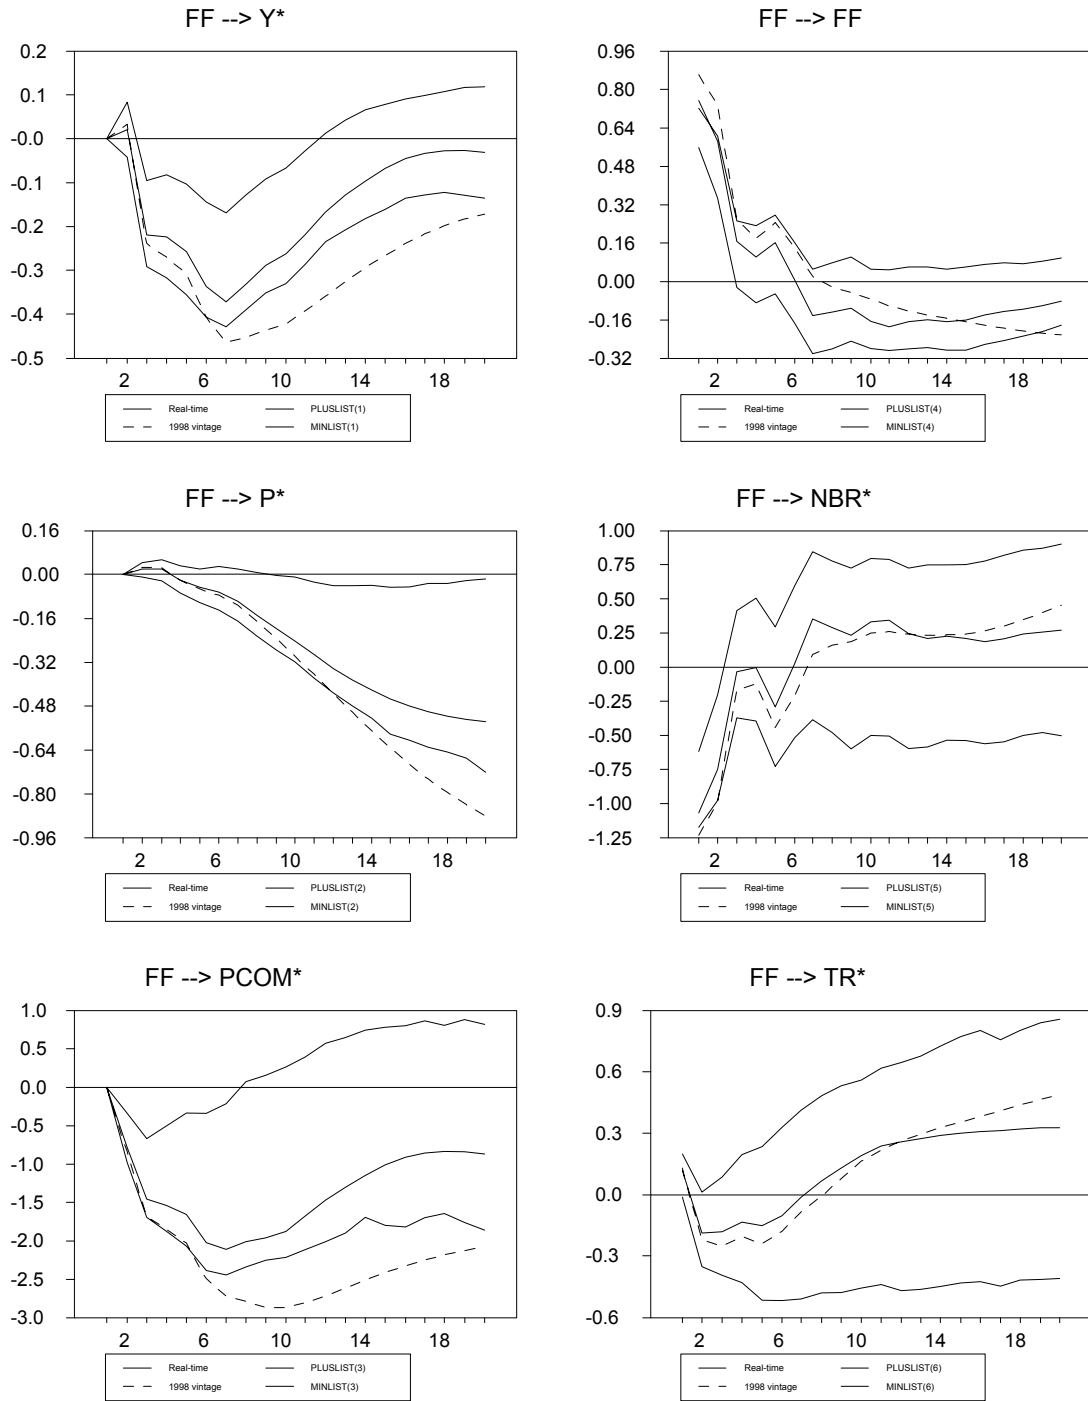 FF --> Y*
0.2
0.1
-0.0
-0.1
-0.2
-0.3
-0.4
-0.5
2 6 10 14 18
Real-time PLUSLIST(1)
1998 vintage MINLIST(1)
FF --> FF
0.96
0.80
0.64
0.48
0.32
0.16
0.00
-0.16
-0.32
2 6 10 14 18
Real-time PLUSLIST(4)
1998 vintage MINLIST(4)
FF --> P*
0.16
0.00
-0.16
-0.32
-0.48
-0.64
-0.80
-0.96
2 6 10 14 18
Real-time PLUSLIST(2)
1998 vintage MINLIST(2)
FF --> NBR*
1.00
0.75
0.50
0.25
0.00
-0.25
-0.50
-0.75
-1.00
-1.25
2 6 10 14 18
Real-time PLUSLIST(5)
1998 vintage MINLIST(5)
FF --> PCOM*
1.0
0.5
0.0
-0.5
-1.0
-1.5
-2.0
-2.5
-3.0
2 6 10 14 18
Real-time PLUSLIST(3)
1998 vintage MINLIST(3)
FF --> TR*
0.9
0.6
0.3
0.0
-0.3
-0.6
2 6 10 14 18
Real-time PLUSLIST(6)
1998 vintage MINLIST(6)